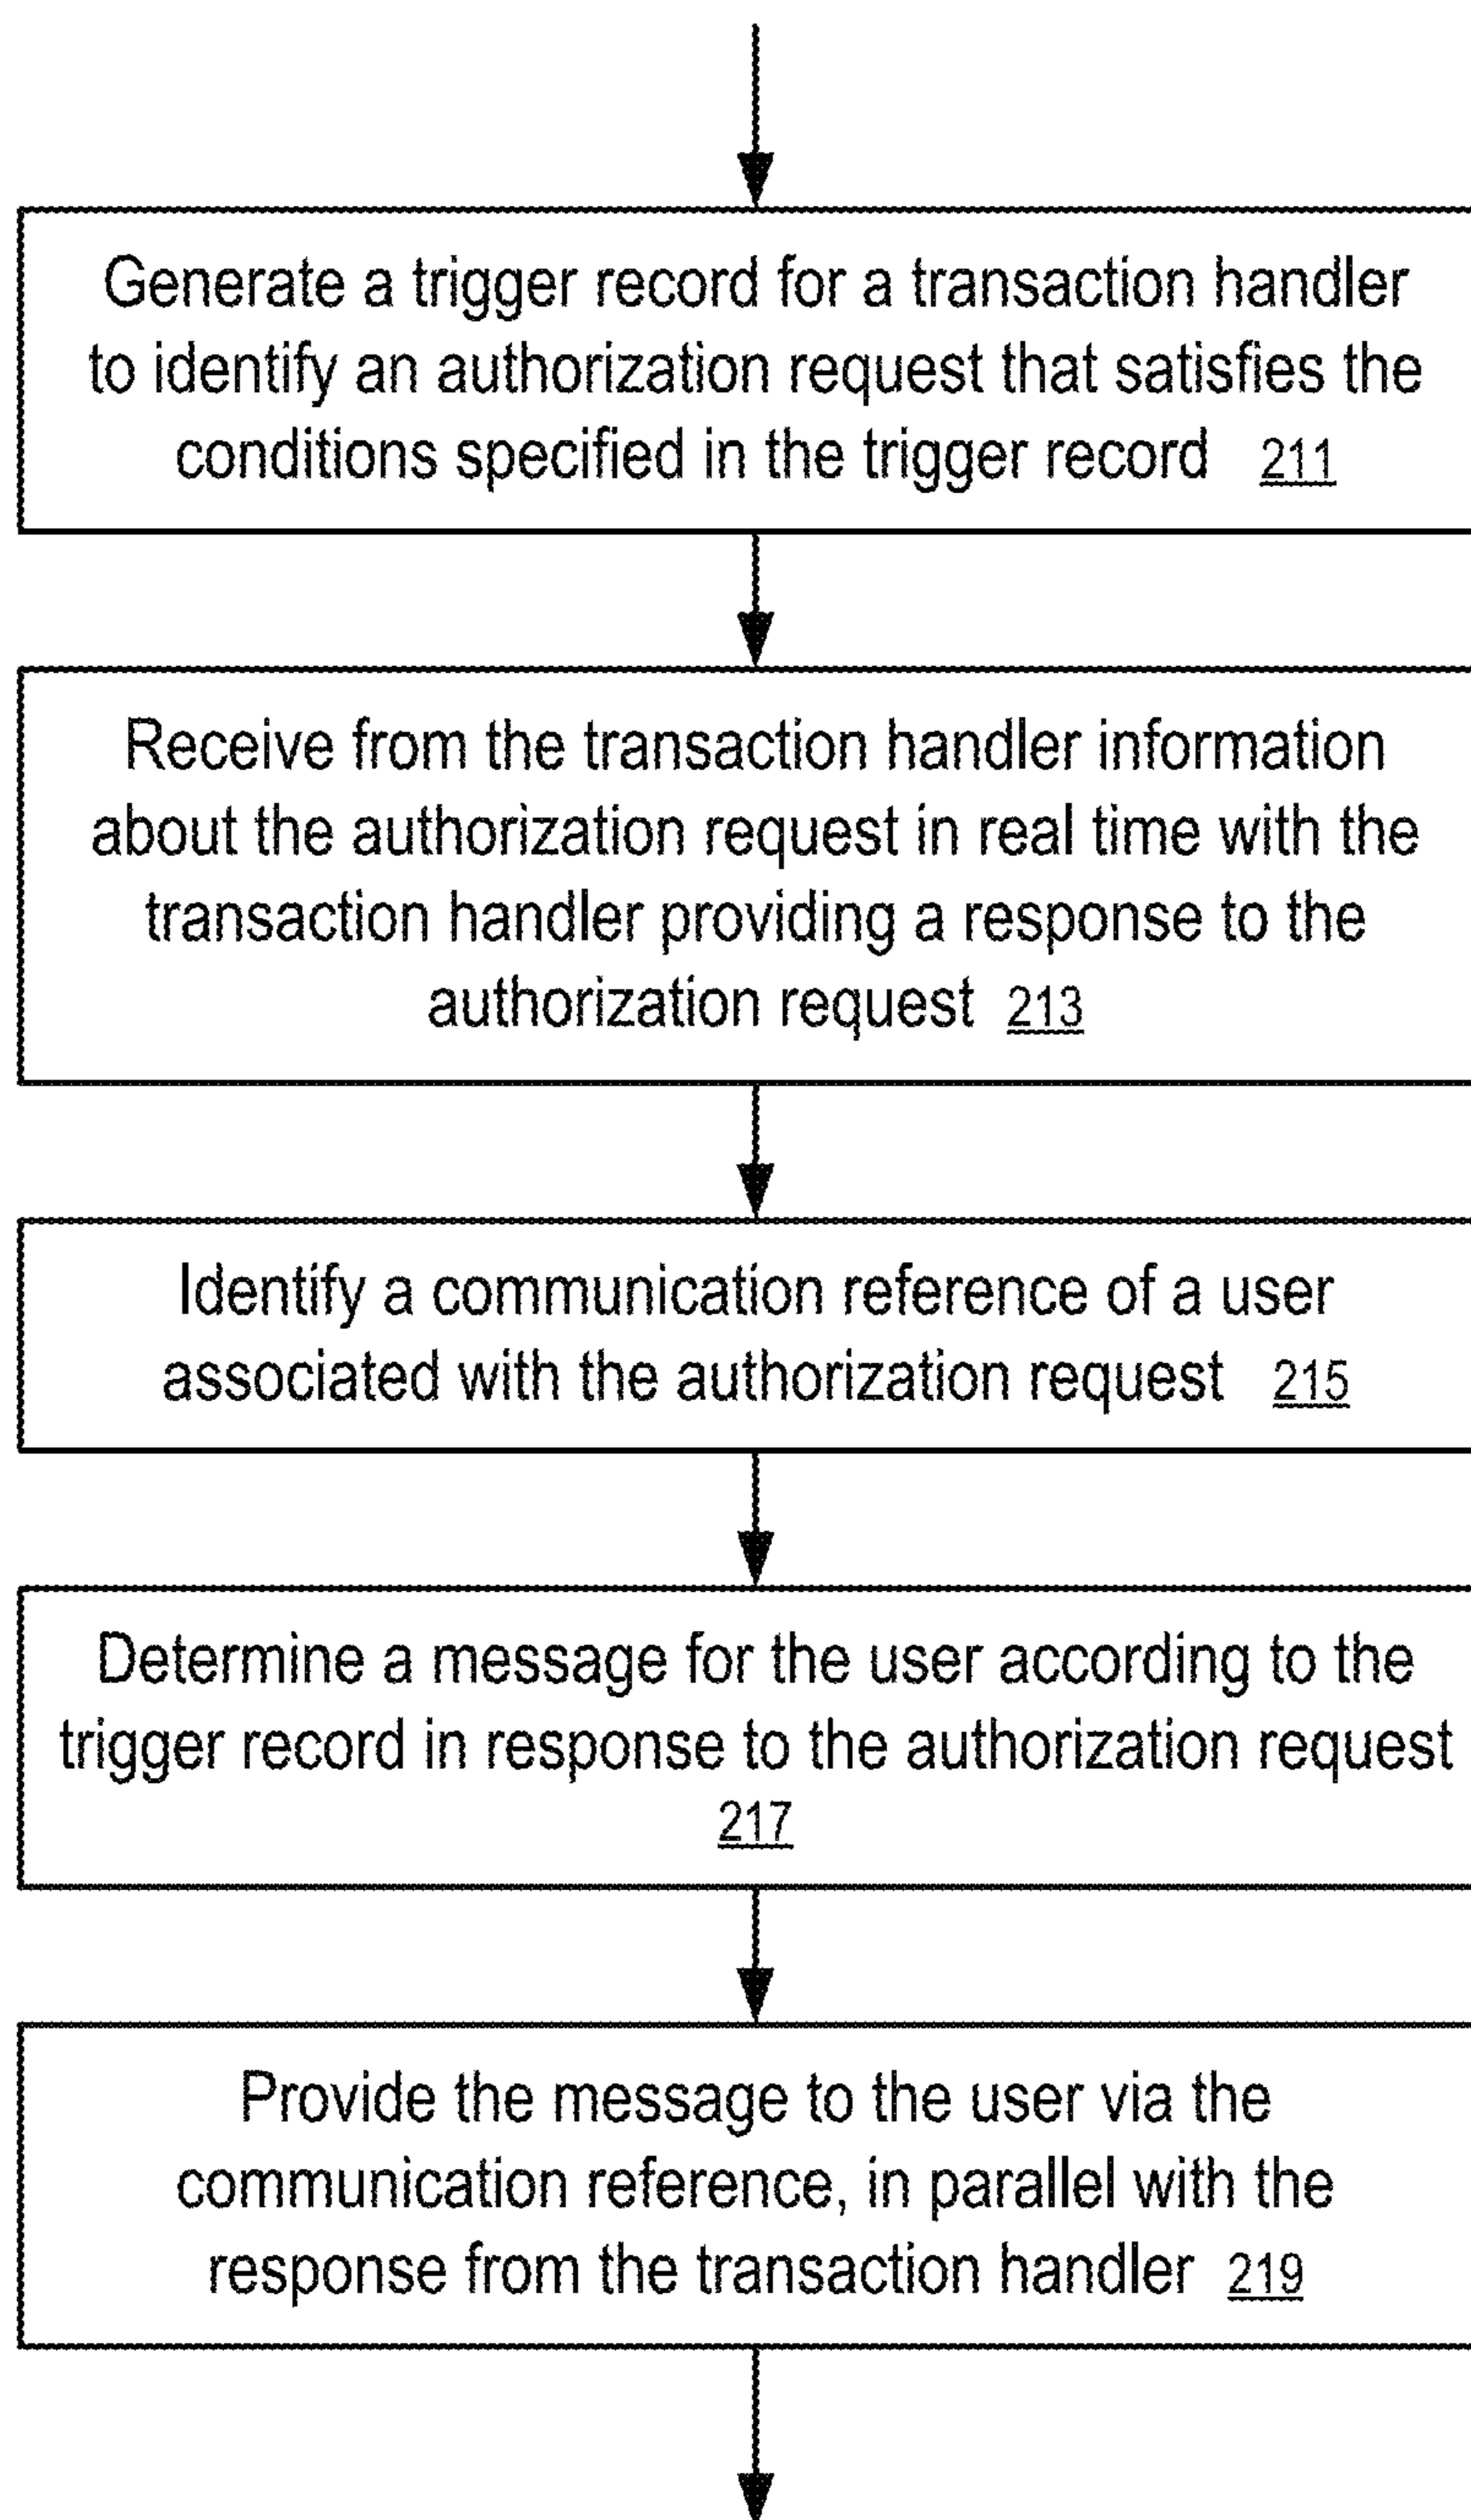 Generate a trigger record for a transaction handler
to identify an authorization request that satisfies the
conditions specified in the trigger record 211
Receive from the transaction handler information
about the authorization request in real time with the
transaction handler providing a response to the
authorization request 213
Identify a communication reference of a user
associated with the authorization request 215
Determine a message for the user according to the
trigger record in response to the authorization request
217
Provide the message to the user via the
communication reference, in parallel with the
response from the transaction handler 219